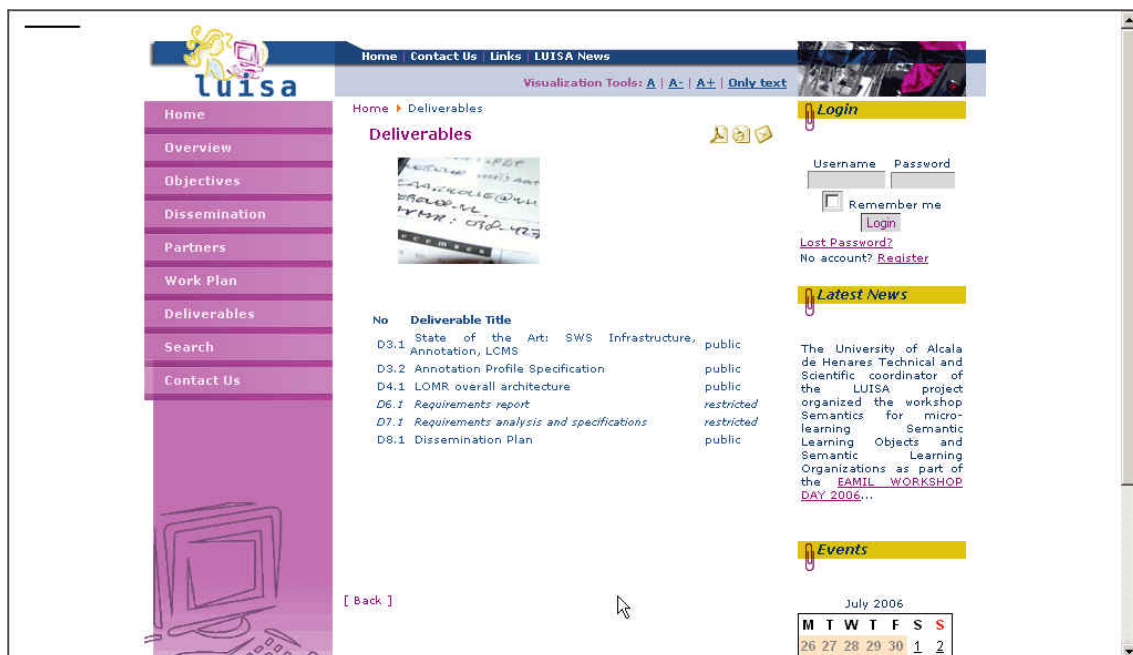 luisa
Home | Contact Us | Links | LUISA News
Visualization Tools: A | A- | A+ | Only text
Home
Overview
Objectives
Dissemination
Partners
Work Plan
Deliverables
Search
Contact Us
Home Deliverables
Deliverables
No Deliverable Title
D3.1 State of the Art: SWS Infrastructure, Annotation, LCMS public
D3.2 Annotation Profile Specification public
D4.1 LOMR overall architecture public
D6.1 Requirements report restricted
D7.1 Requirements analysis and specifications restricted
D8.1 Dissemination Plan public
[ Back ]
Login
Username Password
Remember me
Login
Lost Password?
No account? Register
Latest News
The University of Alcala
de Henares Technical and
Scientific coordinator of
the LUISA project
organized the workshop
Semantics for micro-
learning Semantic
Learning Objects and
Semantic Learning
Organizations as part of
the EAMIL WORKSHOP
DAY 2006...
Events
July 2006
M T W T F S S
26 27 28 29 30 1 2